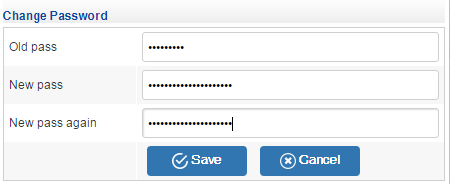 Change Password
Old pass •••••••••
New pass •••••••••••••••••••••
New pass again •••••••••••••••••••••
Save Cancel